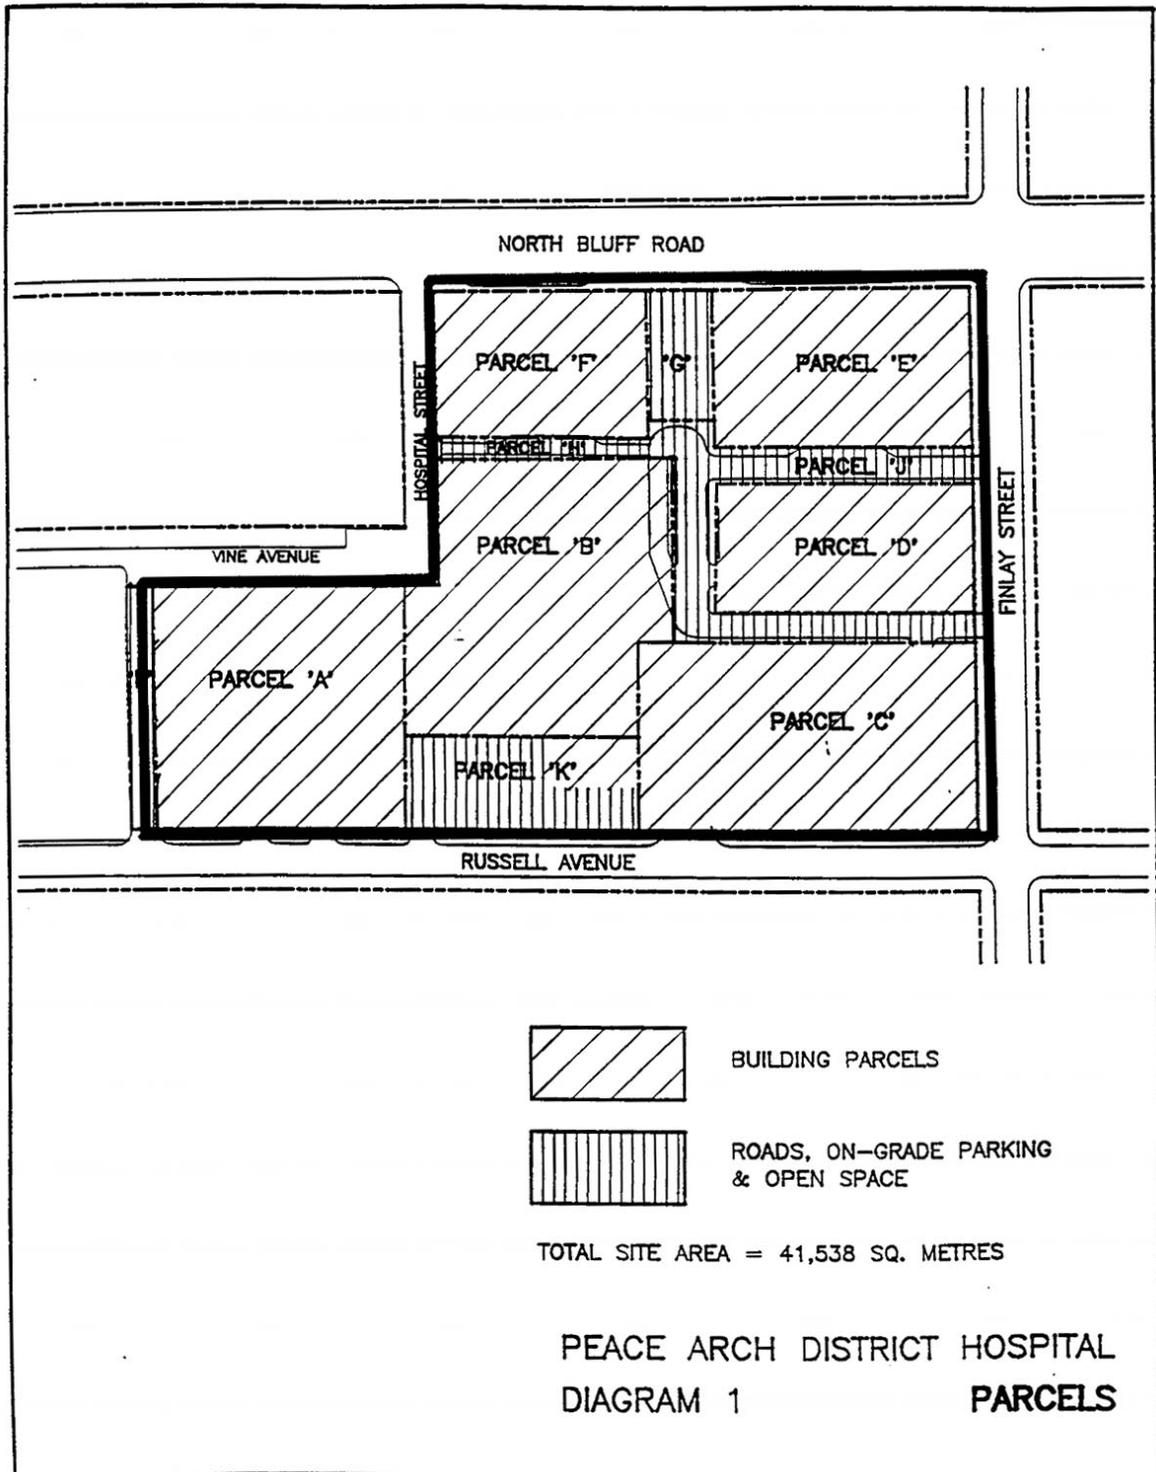 NORTH BLUFF ROAD
HOSPITAL STREET
PARCEL 'F'
'G'
PARCEL 'E'
PARCEL 'H'
PARCEL 'J'
FINLAY STREET
VINE AVENUE
PARCEL 'B'
PARCEL 'D'
PARCEL 'A'
PARCEL 'C'
PARCEL 'K'
RUSSELL AVENUE
BUILDING PARCELS
ROADS, ON-GRADE PARKING
& OPEN SPACE
TOTAL SITE AREA = 41,538 SQ. METRES
PEACE ARCH DISTRICT HOSPITAL
DIAGRAM 1 PARCELS